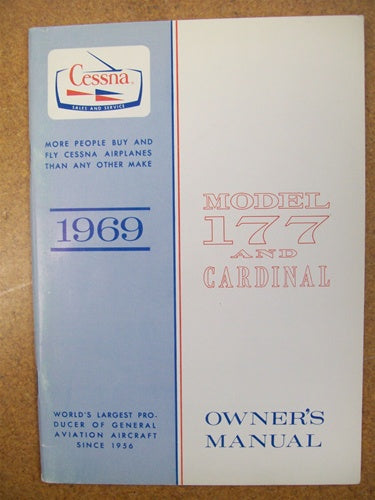 Cessna
SALES AND SERVICE
MORE PEOPLE BUY AND
FLY CESSNA AIRPLANES
THAN ANY OTHER MAKE
1969
WORLD'S LARGEST PRO-
DUCER OF GENERAL
AVIATION AIRCRAFT
SINCE 1956
MODEL
177
AND
CARDINAL
OWNER'S
MANUAL